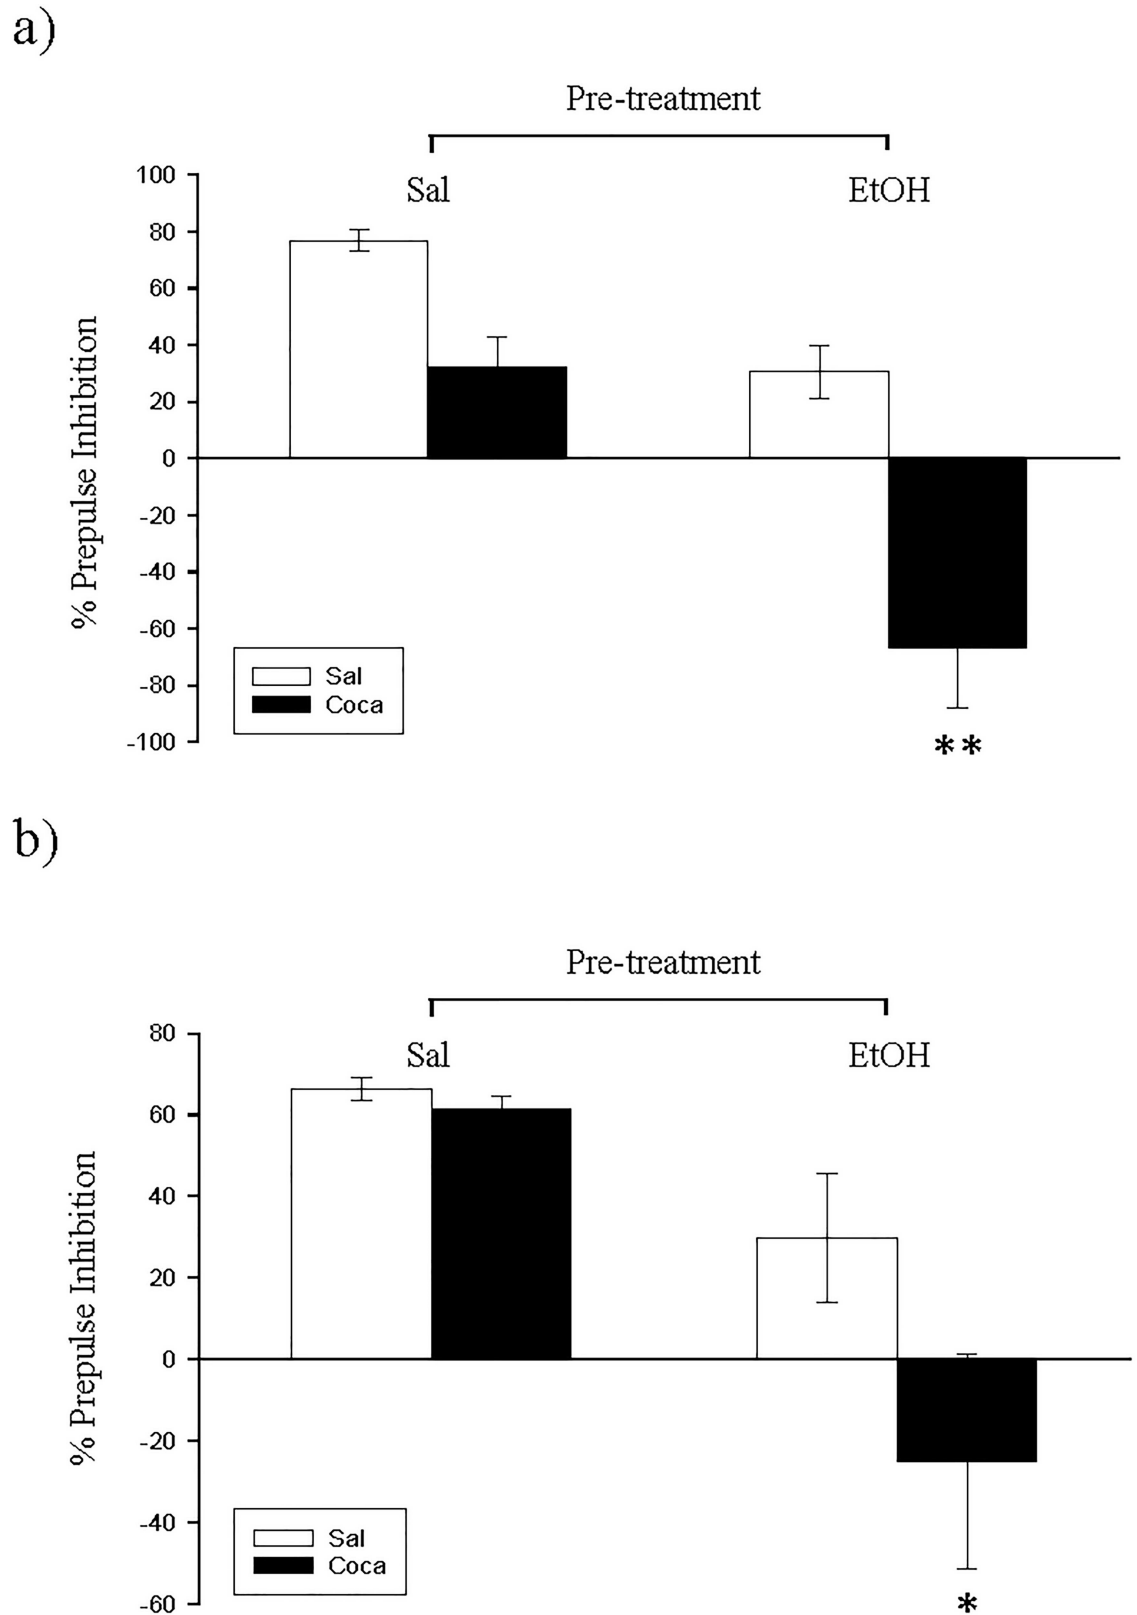 a)
Pre-treatment
Sal EtOH
100
80
60
40
20
0
-20
-40
-60
-80
-100
% Prepulse Inhibition
Sal
Coca
**
b)
Pre-treatment
Sal EtOH
80
60
40
20
0
-20
-40
-60
% Prepulse Inhibition
Sal
Coca
*